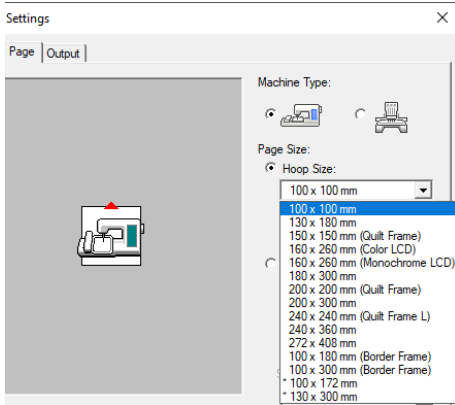 Settings
Page
Output
Machine Type:
Page Size:
Hoop Size:
100 x 100 mm
100 x 100 mm
130 x 180 mm
150 x 150 mm (Quilt Frame)
160 x 260 mm (Color LCD)
160 x 260 mm (Monochrome LCD)
180 x 300 mm
200 x 200 mm (Quilt Frame)
200 x 300 mm
240 x 240 mm (Quilt Frame L)
240 x 360 mm
272 x 408 mm
100 x 180 mm (Border Frame)
100 x 300 mm (Border Frame)
* 100 x 172 mm
* 130 x 300 mm